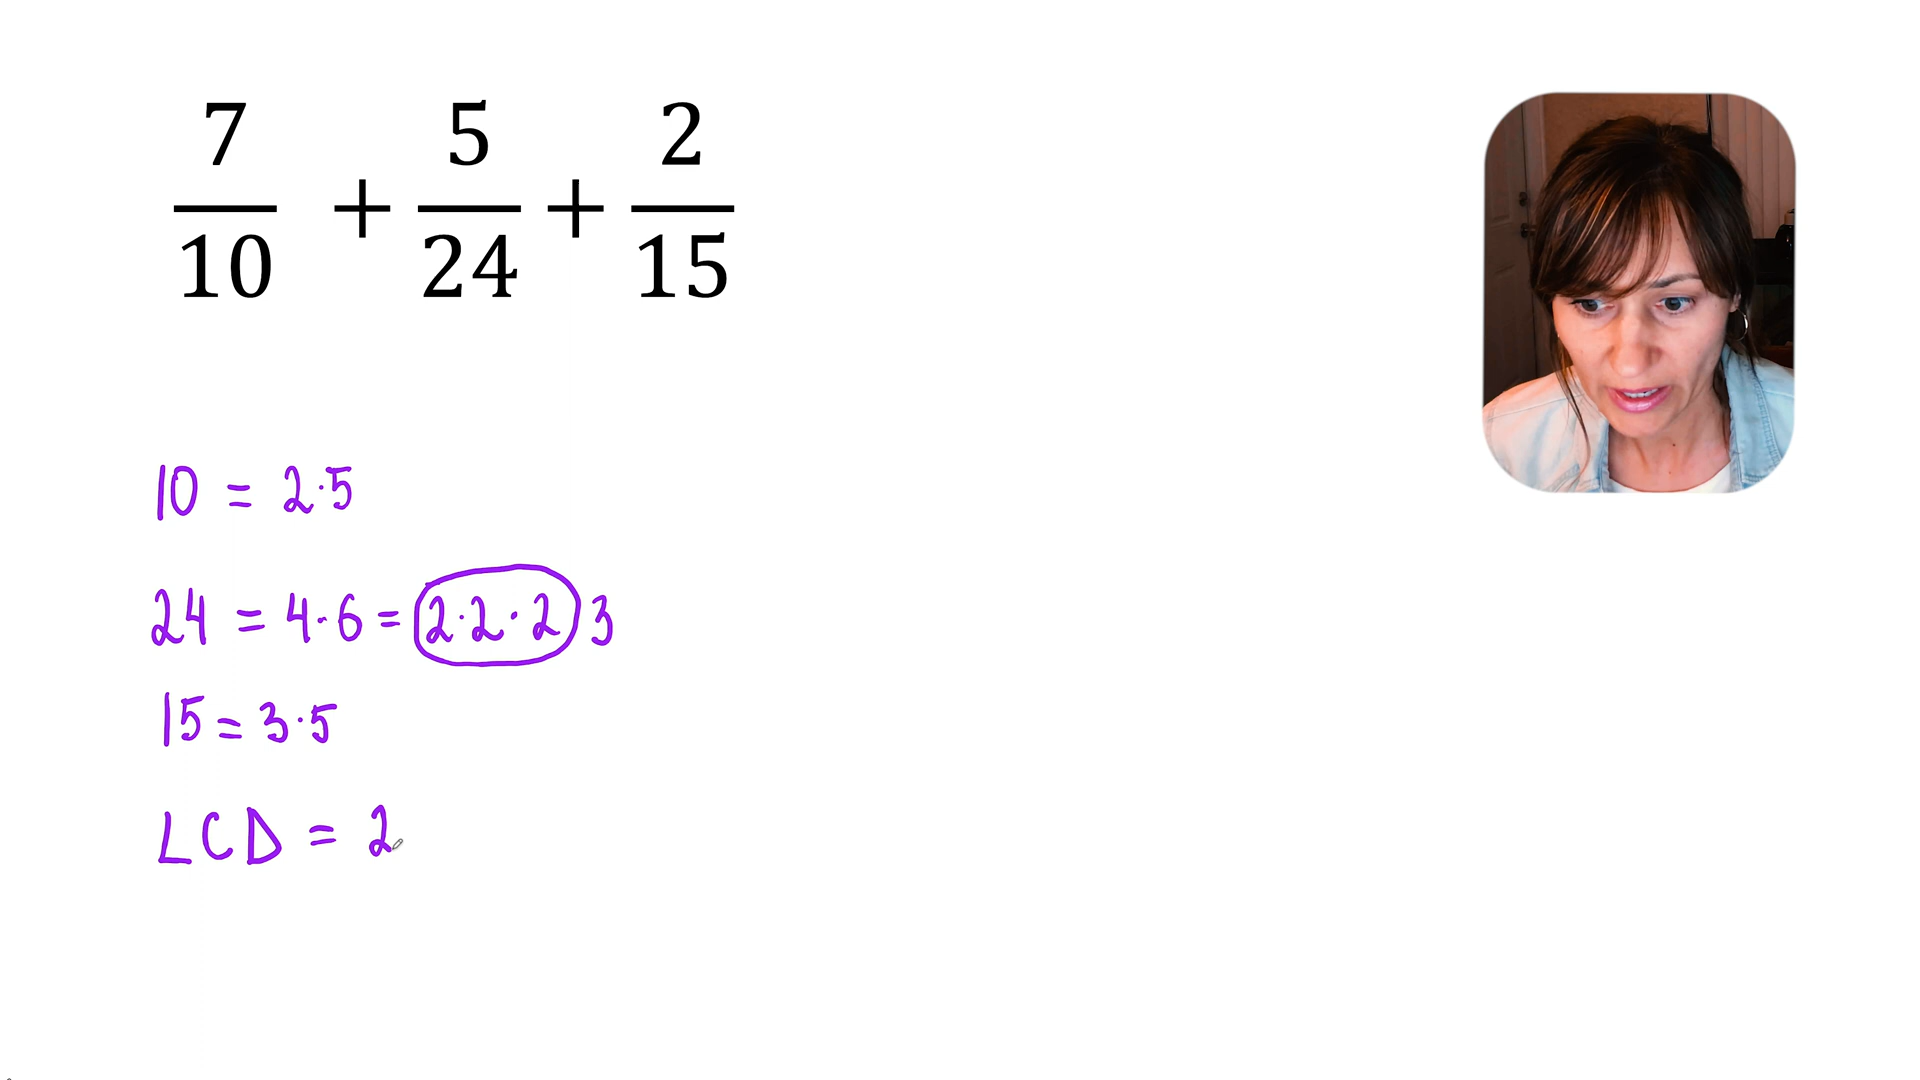 7/10 + 5/24 + 2/15
10 = 2·5
24 = 4·6 = 2·2·2 3
15 = 3·5
LCD = 2